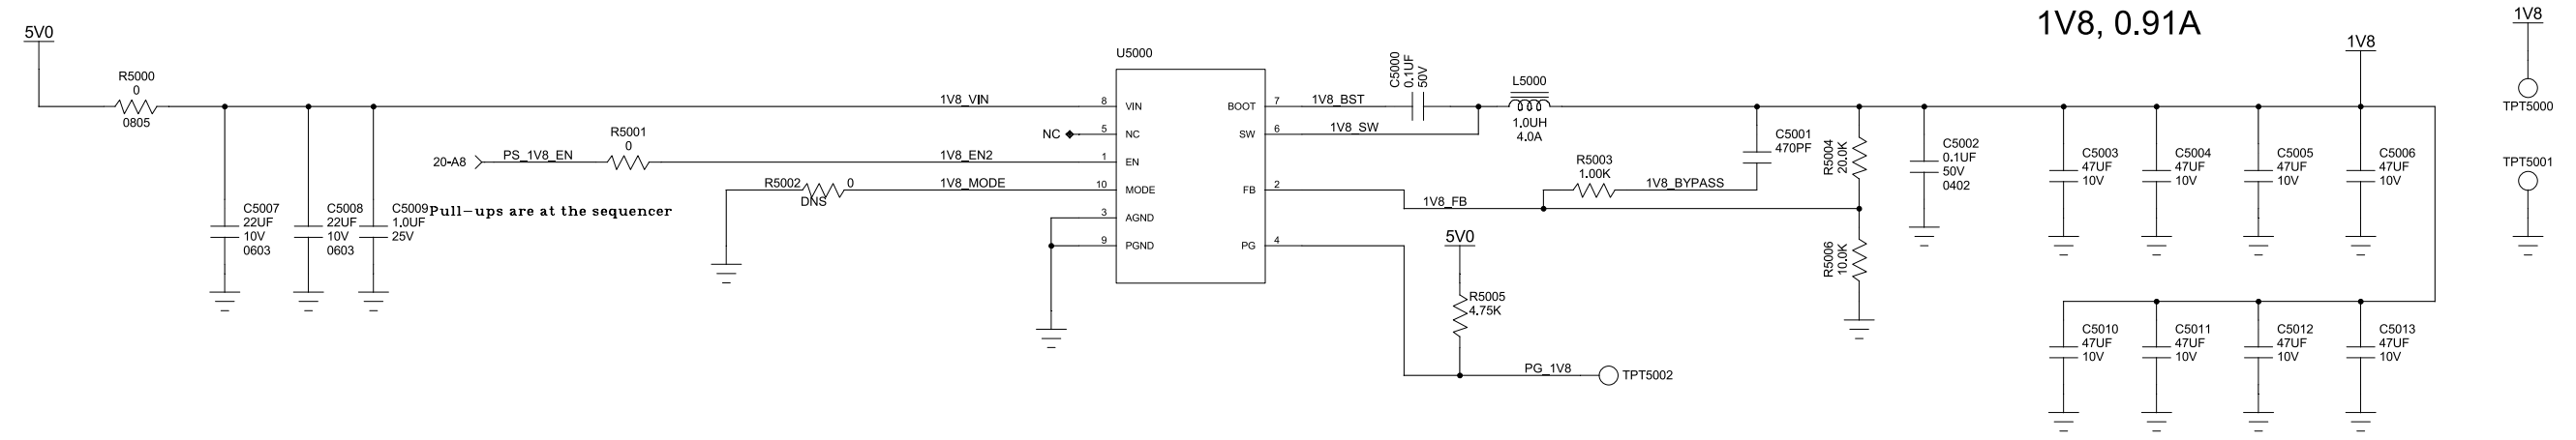 1V8, 0.91A
5V0
R5000
0
0805
C5007
22UF
10V
0603
C5008
22UF
10V
0603
C5009
1.0UF
25V
Pull-ups are at the sequencer
20-A8
PS_1V8_EN
R5001
0
R5002
0
DNS
1V8_VIN
NC
1V8_EN2
1V8_MODE
U5000
8 VIN
5 NC
1 EN
10 MODE
3 AGND
9 PGND
BOOT 7
SW 6
FB 2
PG 4
1V8_BST
1V8_SW
1V8_FB
C5000
0.1UF
50V
L5000
1.0UH
4.0A
R5003
1.00K
1V8_BYPASS
C5001
470PF
5V0
R5005
4.75K
PG_1V8
TPT5002
R5004
20.0K
R5006
10.0K
C5002
0.1UF
50V
0402
1V8
C5003
47UF
10V
C5004
47UF
10V
C5005
47UF
10V
C5006
47UF
10V
C5010
47UF
10V
C5011
47UF
10V
C5012
47UF
10V
C5013
47UF
10V
1V8
TPT5000
TPT5001